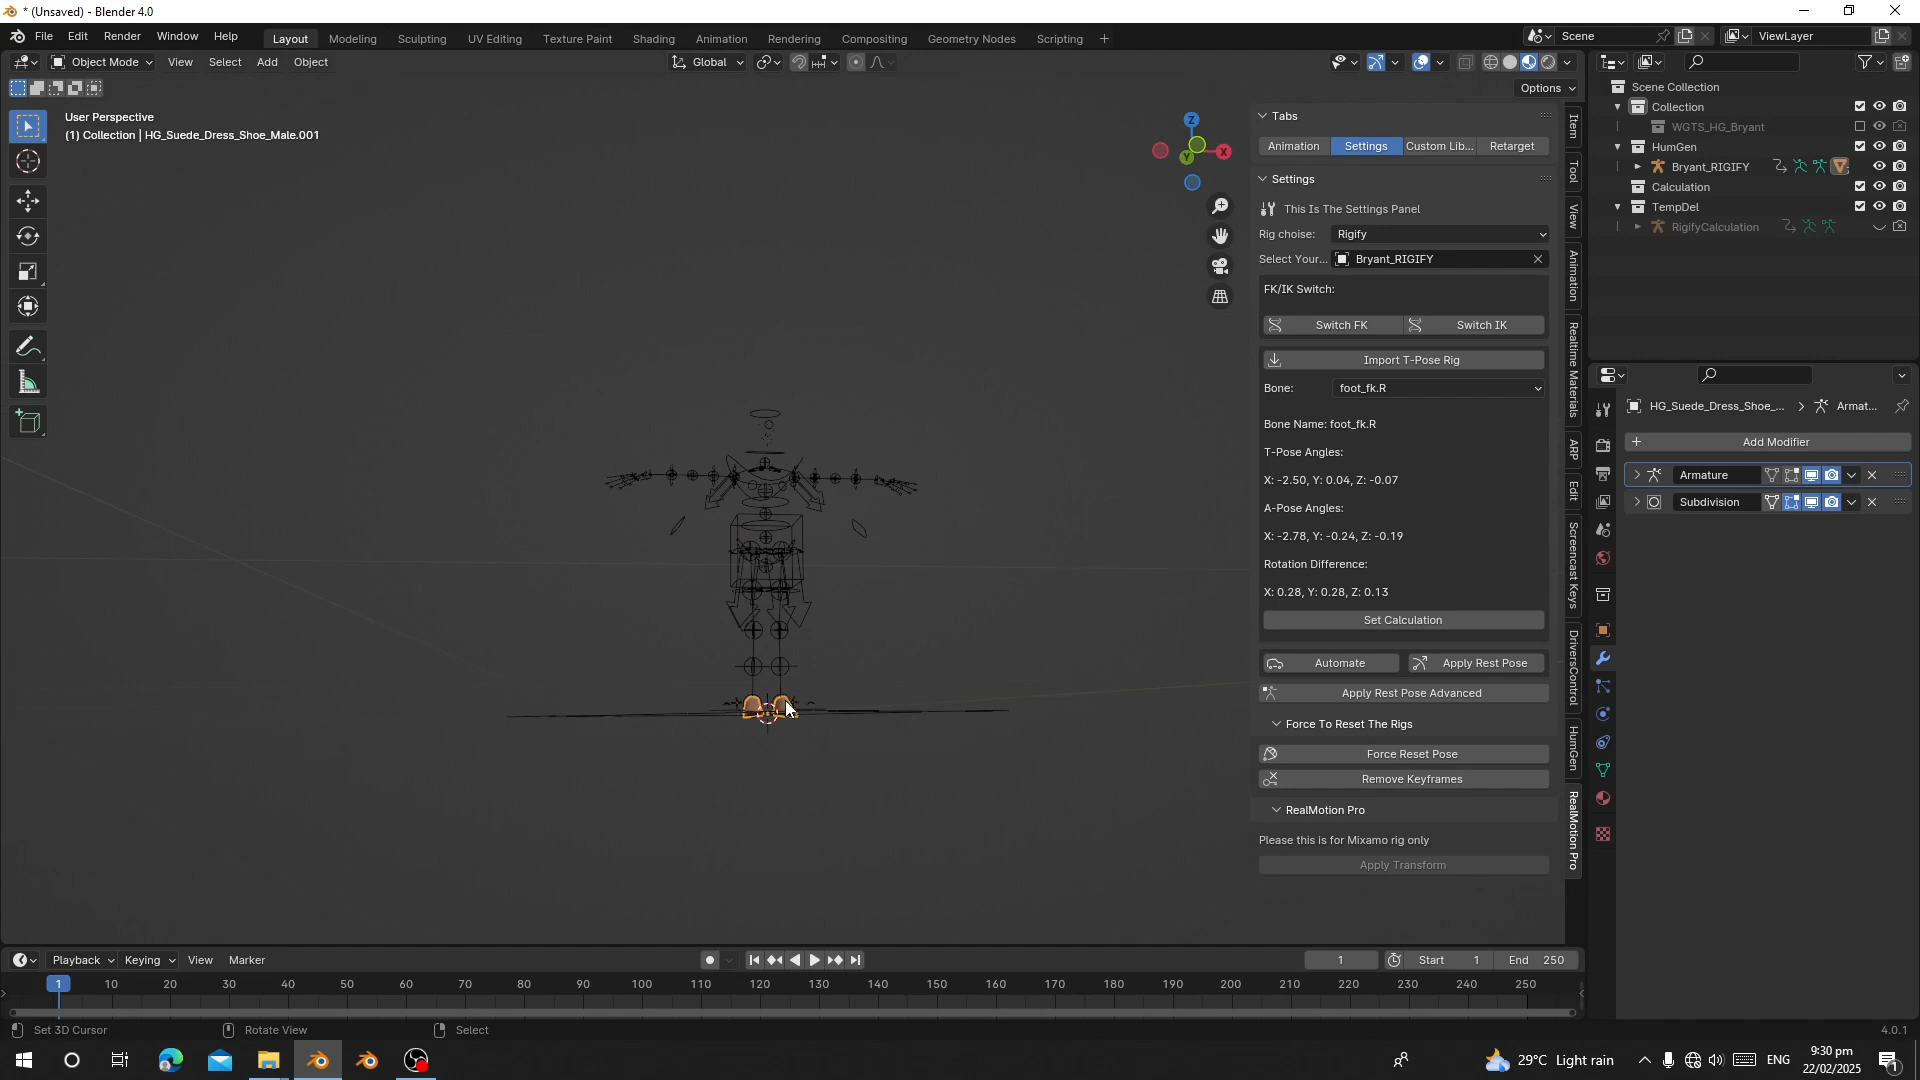 * (Unsaved) - Blender 4.0
File Edit Render Window Help
Layout Modeling Sculpting UV Editing Texture Paint Shading Animation Rendering Compositing Geometry Nodes Scripting +
Scene ViewLayer
Object Mode View Select Add Object
Global
Options
User Perspective
(1) Collection | HG_Suede_Dress_Shoe_Male.001
Z
X
Y
Tabs
Animation Settings Custom Lib... Retarget
Settings
This Is The Settings Panel
Rig choise: Rigify
Select Your... Bryant_RIGIFY
FK/IK Switch:
Switch FK Switch IK
Import T-Pose Rig
Bone: foot_fk.R
Bone Name: foot_fk.R
T-Pose Angles:
X: -2.50, Y: 0.04, Z: -0.07
A-Pose Angles:
X: -2.78, Y: -0.24, Z: -0.19
Rotation Difference:
X: 0.28, Y: 0.28, Z: 0.13
Set Calculation
Automate Apply Rest Pose
Apply Rest Pose Advanced
Force To Reset The Rigs
Force Reset Pose
Remove Keyframes
RealMotion Pro
Please this is for Mixamo rig only
Apply Transform
Item
Tool
View
Animation
Realtime Materials
ARP
Edit
Screencast Keys
DriversControl
HumGen
RealMotion Pro
Scene Collection
Collection
WGTS_HG_Bryant
HumGen
Bryant_RIGIFY
Calculation
TempDel
RigifyCalculation
HG_Suede_Dress_Shoe_... Armat...
Add Modifier
Armature
Subdivision
Playback Keying View Marker
1 Start 1 End 250
1 10 20 30 40 50 60 70 80 90 100 110 120 130 140 150 160 170 180 190 200 210 220 230 240 250
Set 3D Cursor Rotate View Select
4.0.1
29°C Light rain
ENG
9:30 pm
22/02/2025
1